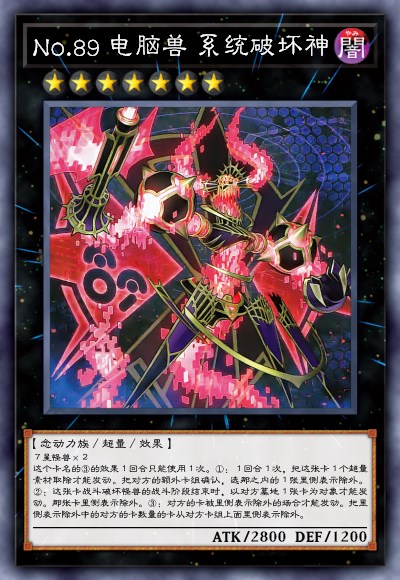 No.89 电脑兽 系统破坏神
闇
やみ
【念动力族／超量／效果】
７星怪兽×２
这个卡名的③的效果１回合只能使用１次。①：１回合１次，把这张卡１个超量
素材取除才能发动。把对方的额外卡组确认，选那之内的１张里侧表示除外。
②：这张卡战斗破坏怪兽的战斗阶段结束时，以对方墓地１张卡为对象才能发
动。那张卡里侧表示除外。③：对方的卡被里侧表示除外的场合才能发动。把里
侧表示除外中的对方的卡数量的卡从对方卡组上面里侧表示除外。
ATK/2800 DEF/1200